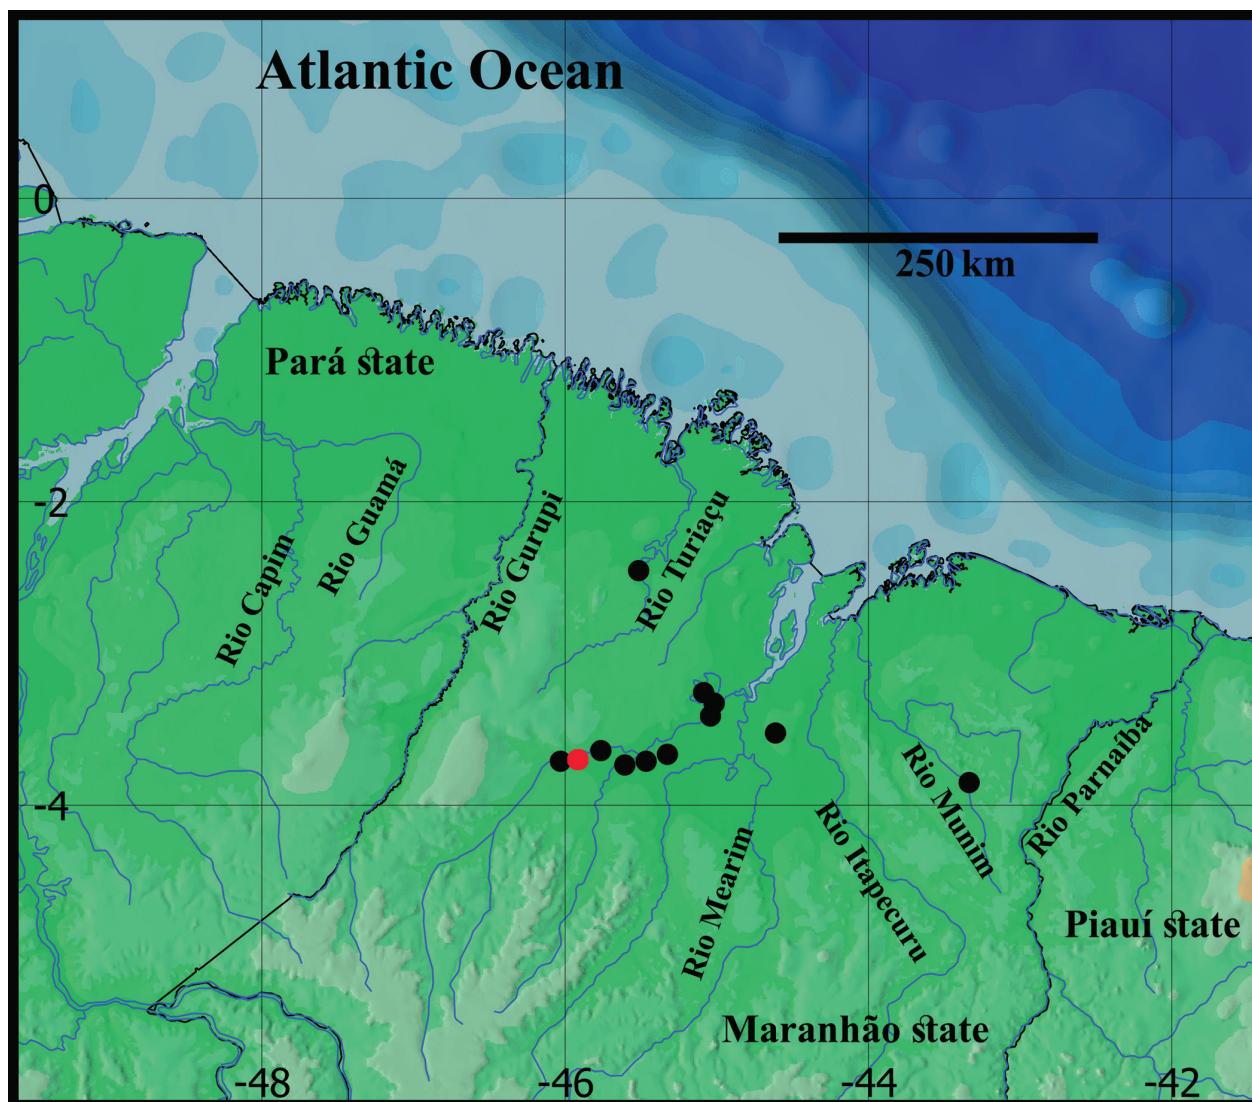 Atlantic Ocean
0
250 km
Pará state
-2
Rio Guamá
Rio Capim
Rio Gurupi
Rio Turiaçu
-4
Rio Mearim
Rio Itapecuru
Rio Munim
Rio Parnaíba
Piauí state
Maranhão state
-48
-46
-44
-42